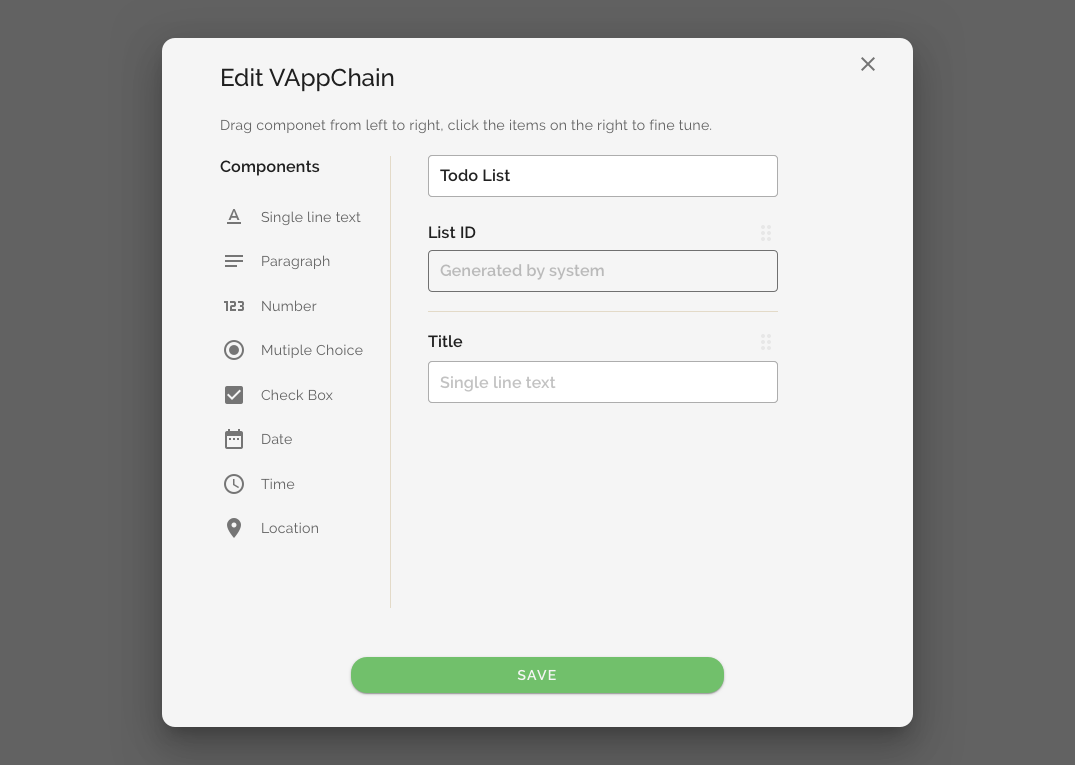 Edit VAppChain
Drag componet from left to right, click the items on the right to fine tune.
Components
Single line text
Paragraph
123 Number
Mutiple Choice
Check Box
Date
Time
Location
Todo List
List ID
Generated by system
Title
Single line text
SAVE